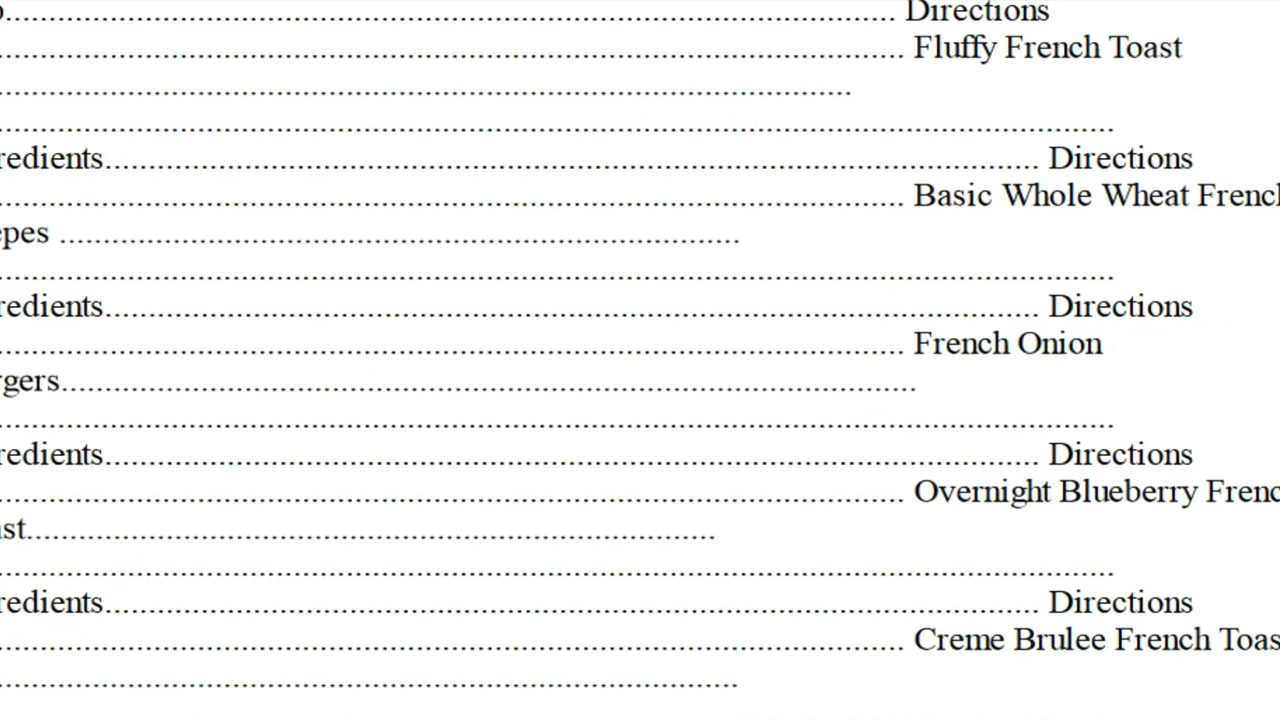 ...................................................................................................... Directions
....................................................................................................... Fluffy French Toast
.................................................................................................
...............................................................................................................................
redients.......................................................................................................... Directions
....................................................................................................... Basic Whole Wheat French
epes .............................................................................
...............................................................................................................................
redients.......................................................................................................... Directions
....................................................................................................... French Onion
rgers.................................................................................................
...............................................................................................................................
redients.......................................................................................................... Directions
....................................................................................................... Overnight Blueberry Frenc
ast..............................................................................
...............................................................................................................................
redients.......................................................................................................... Directions
....................................................................................................... Creme Brulee French Toas
....................................................................................